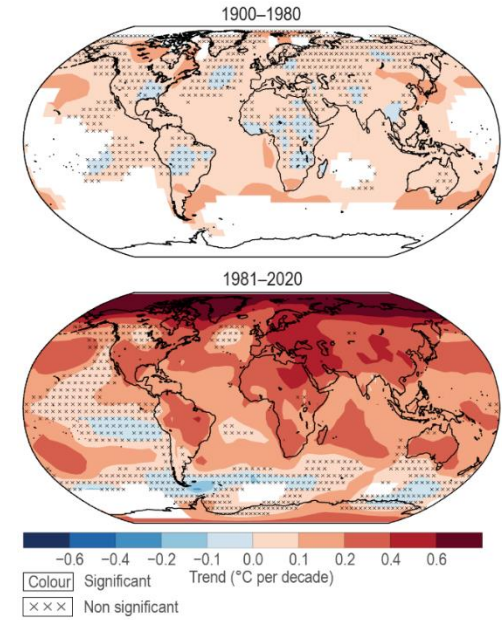 1900–1980
1981–2020
−0.6 −0.4 −0.2 −0.1 0.0 0.1 0.2 0.4 0.6
Colour Significant Trend (°C per decade)
××× Non significant